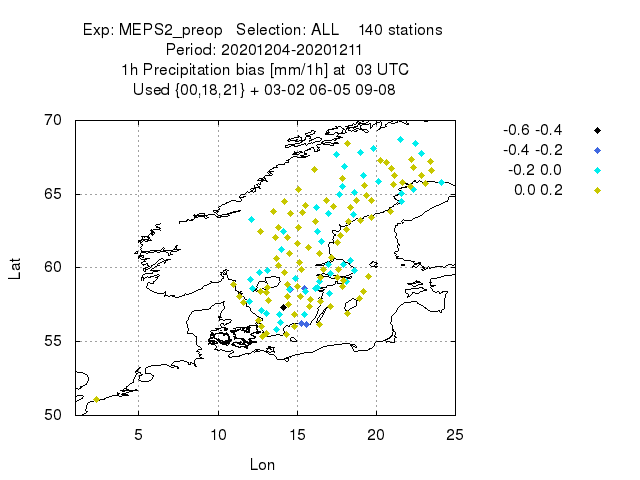 Exp: MEPS2_preop   Selection: ALL    140 stations
Period: 20201204-20201211
1h Precipitation bias [mm/1h] at  03 UTC
Used {00,18,21} + 03-02 06-05 09-08
70
65
60
55
50
Lat
5 10 15 20 25
Lon
-0.6 -0.4
-0.4 -0.2
-0.2 0.0
0.0 0.2